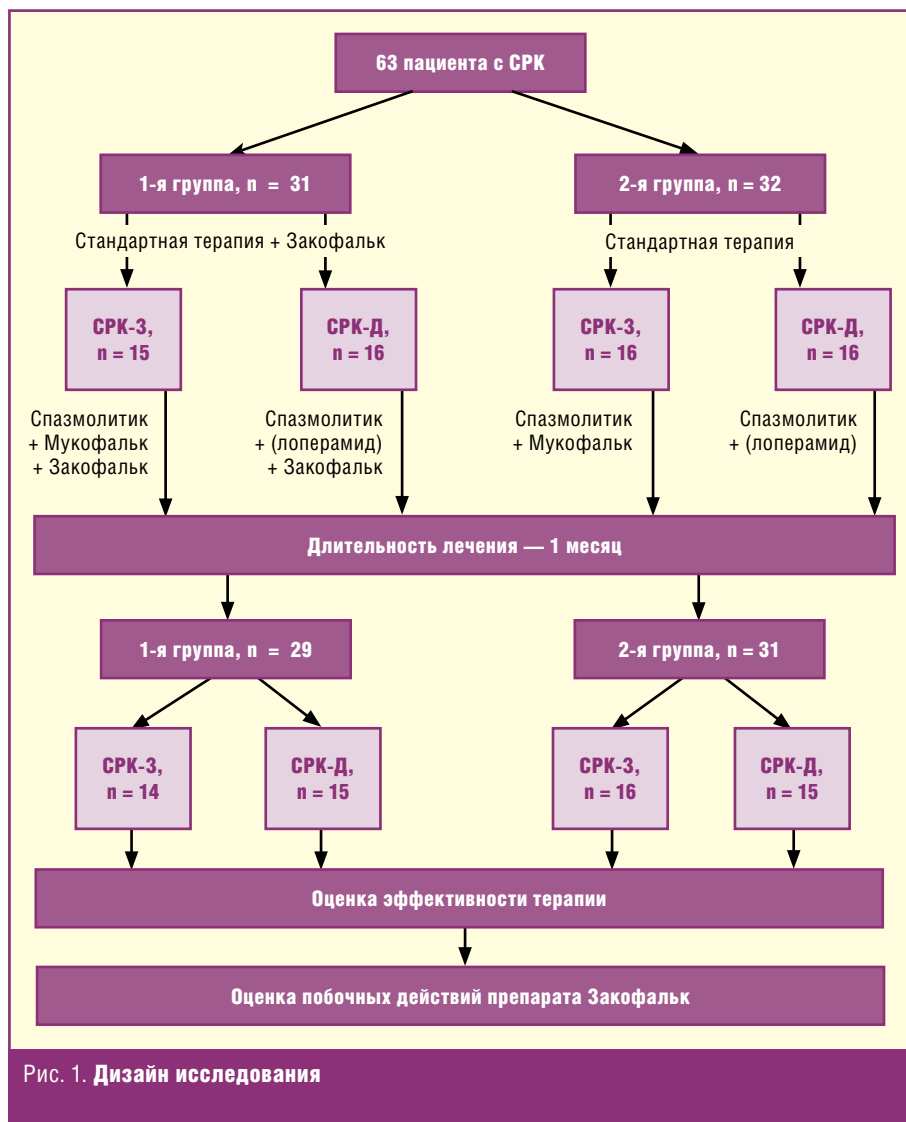 63 пациента с СРК
1-я группа, n = 31
2-я группа, n = 32
Стандартная терапия + Закофальк
Стандартная терапия
СРК-З,
n = 15
СРК-Д,
n = 16
СРК-З,
n = 16
СРК-Д,
n = 16
Спазмолитик
+ Мукофальк
+ Закофальк
Спазмолитик
+ (лоперамид)
+ Закофальк
Спазмолитик
+ Мукофальк
Спазмолитик
+ (лоперамид)
Длительность лечения — 1 месяц
1-я группа, n = 29
2-я группа, n = 31
СРК-З,
n = 14
СРК-Д,
n = 15
СРК-З,
n = 16
СРК-Д,
n = 15
Оценка эффективности терапии
Оценка побочных действий препарата Закофальк
Рис. 1. Дизайн исследования